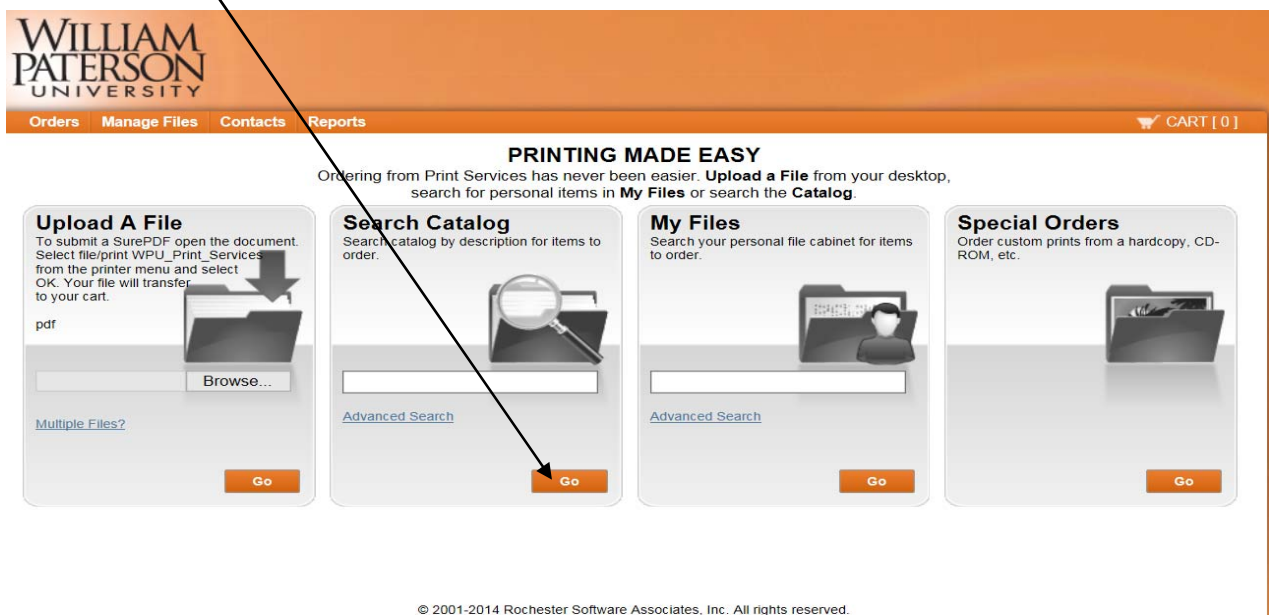 WILLIAM
PATERSON
UNIVERSITY
Orders Manage Files Contacts Reports CART [ 0 ]
PRINTING MADE EASY
Ordering from Print Services has never been easier. Upload a File from your desktop,
search for personal items in My Files or search the Catalog.
Upload A File
To submit a SurePDF open the document.
Select file/print WPU_Print_Services
from the printer menu and select
OK. Your file will transfer
to your cart.
pdf
Browse...
Multiple Files?
Go
Search Catalog
Search catalog by description for items to
order.
Advanced Search
Go
My Files
Search your personal file cabinet for items
to order.
Advanced Search
Go
Special Orders
Order custom prints from a hardcopy, CD-
ROM, etc.
Go
© 2001-2014 Rochester Software Associates, Inc. All rights reserved.